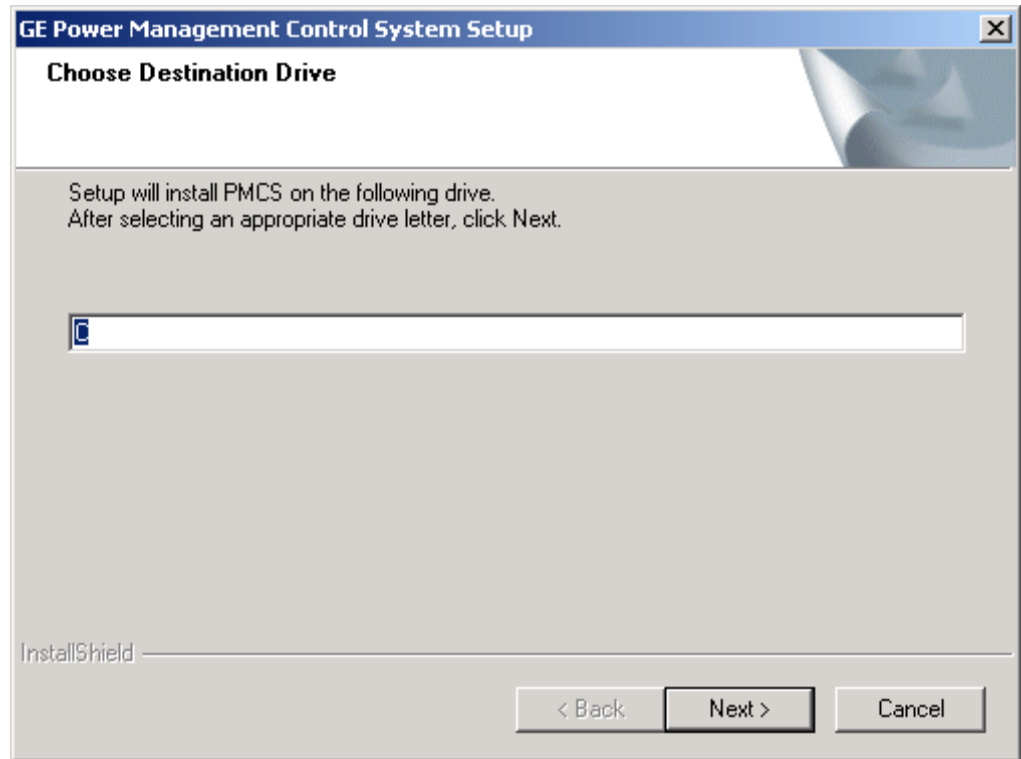 GE Power Management Control System Setup
Choose Destination Drive
Setup will install PMCS on the following drive.
After selecting an appropriate drive letter, click Next.
InstallShield
< Back
Next >
Cancel